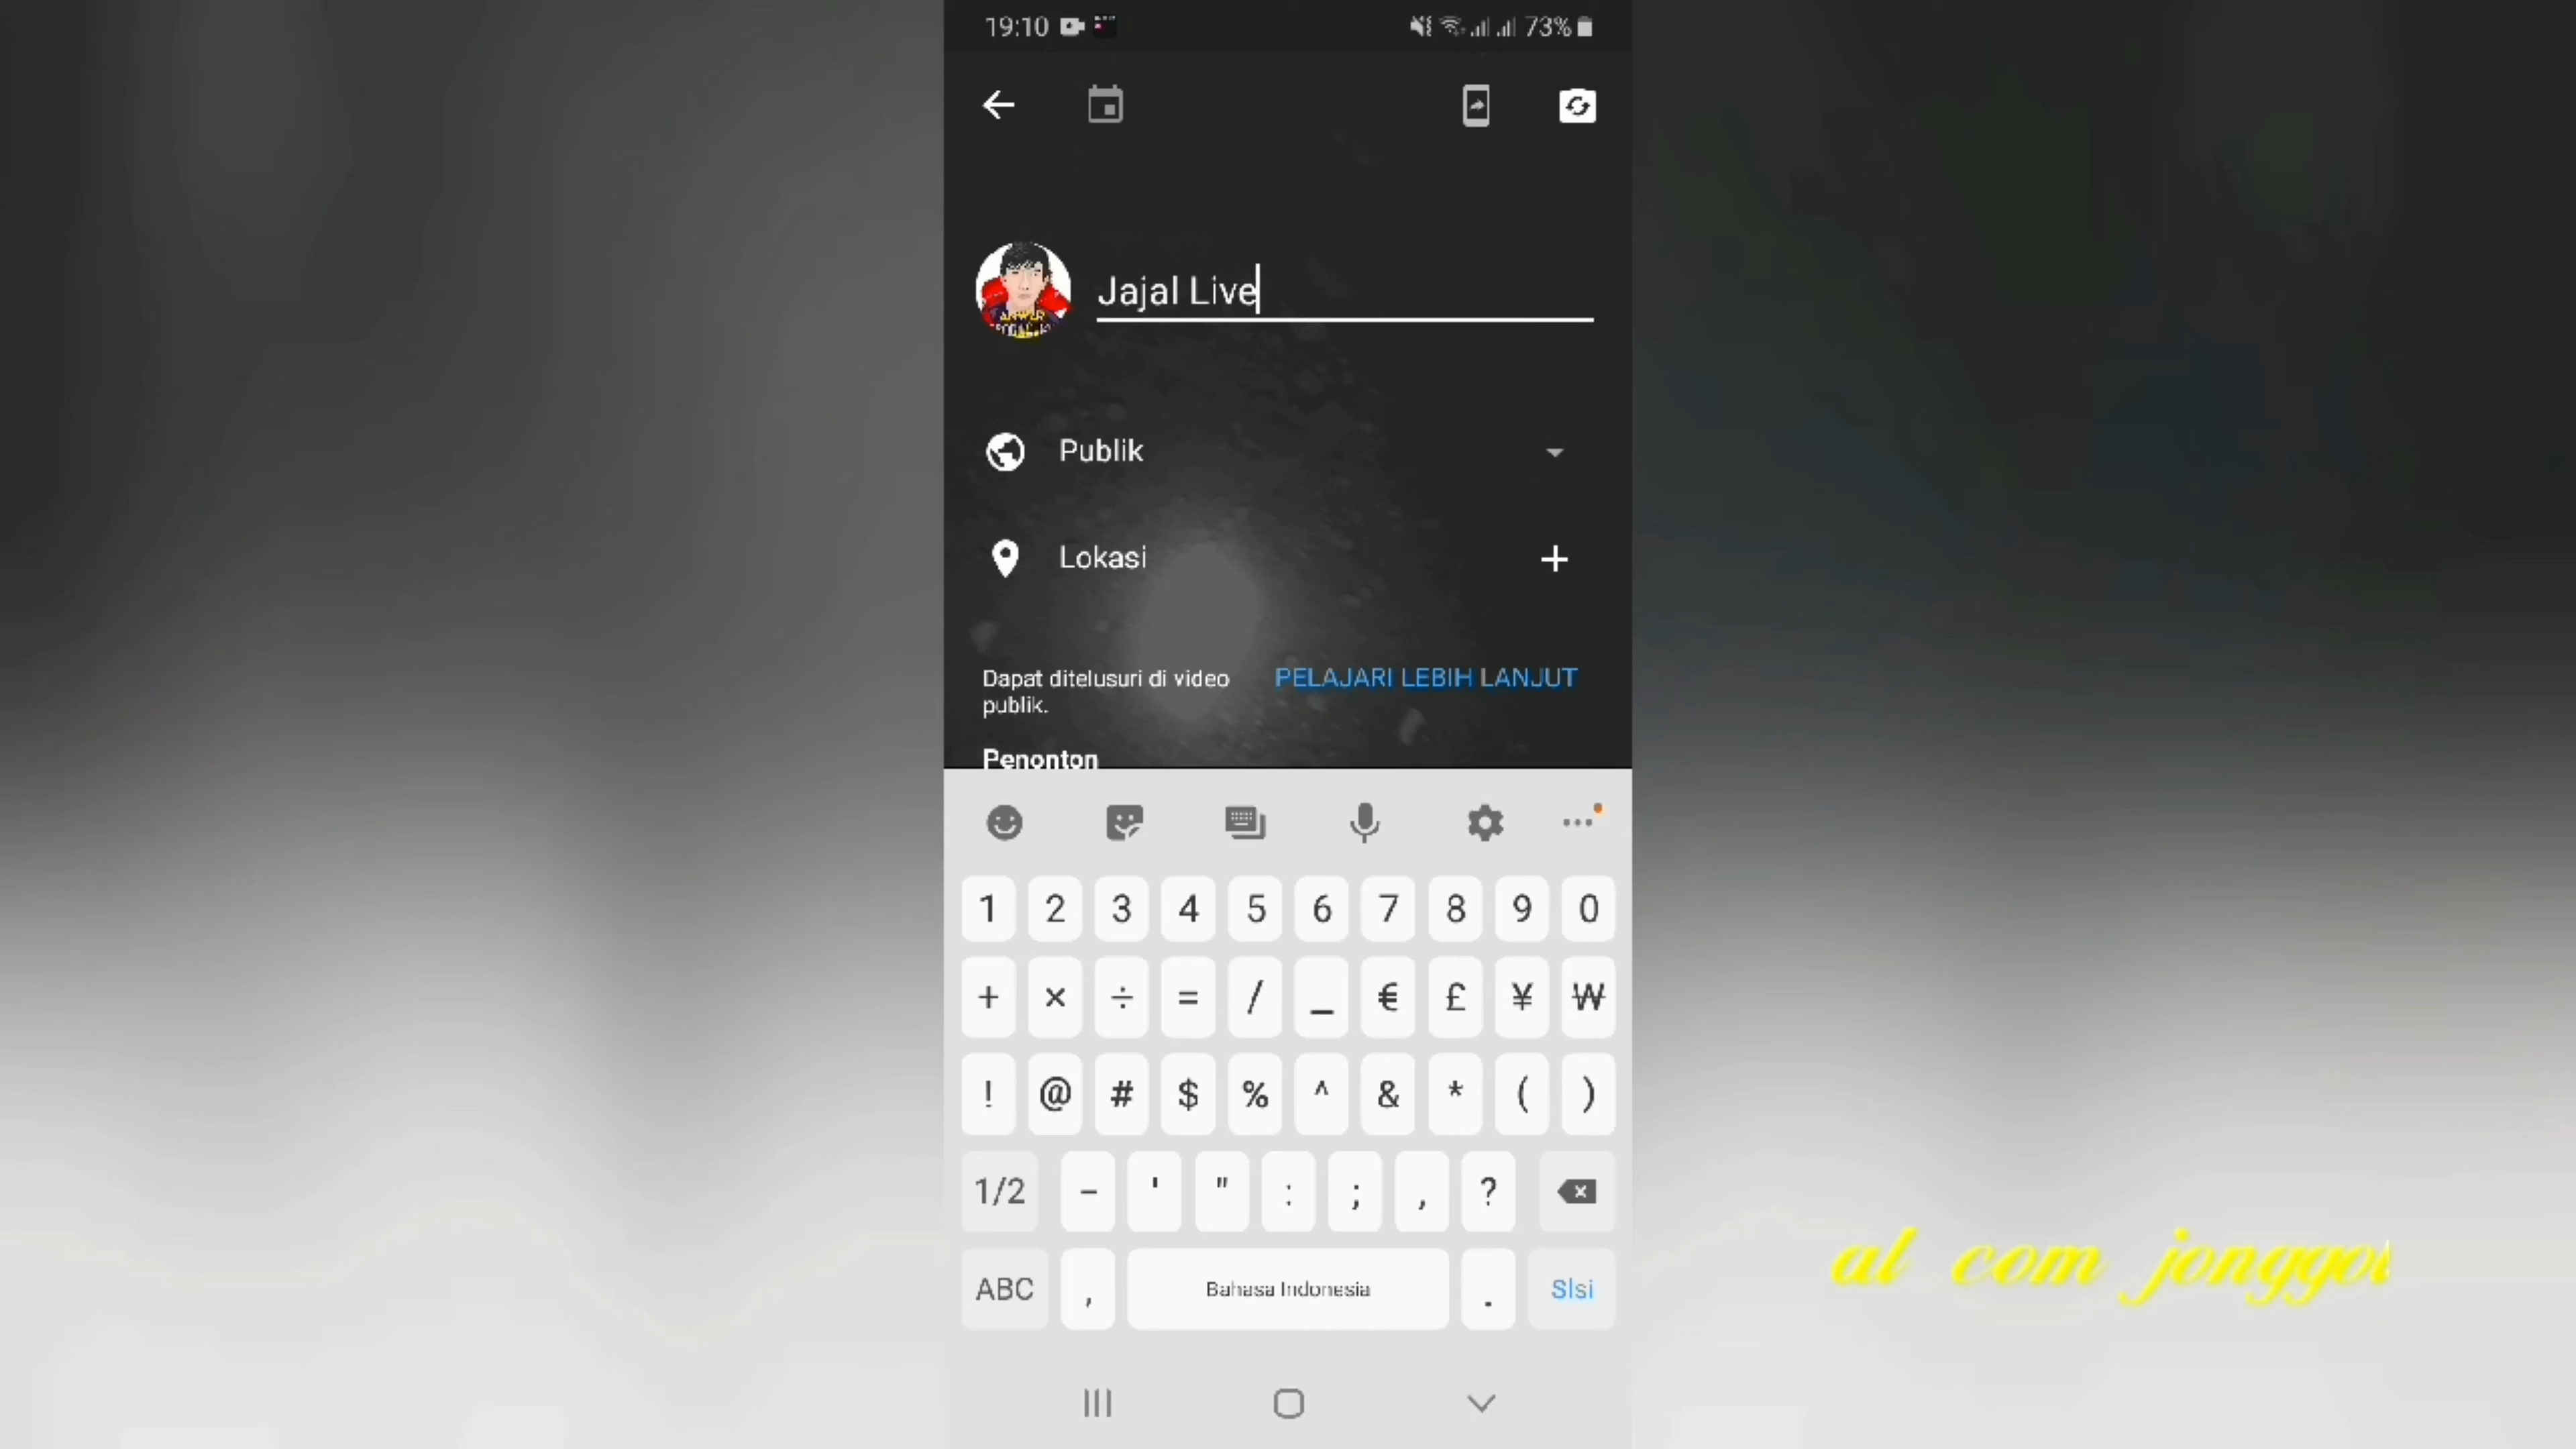 19:10
73%
Jajal Live
Publik
Lokasi
Dapat ditelusuri di video
publik.
PELAJARI LEBIH LANJUT
Penonton
1 2 3 4 5 6 7 8 9 0
+ × ÷ = / _ € £ ¥ ₩
! @ # $ % ^ & * ( )
1/2 - ' " : ; , ?
ABC , Bahasa Indonesia . SIsi
al com jonggol